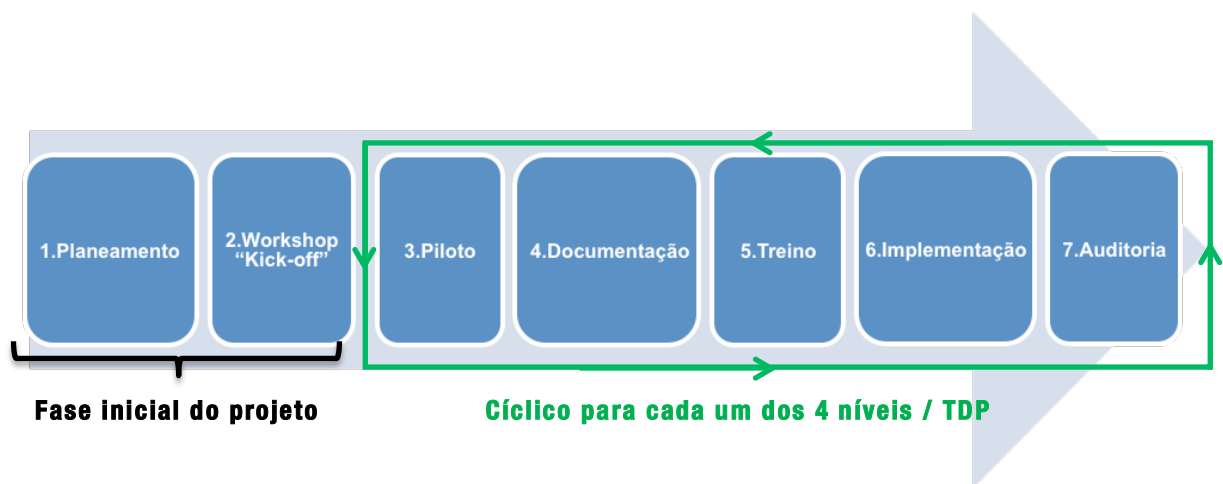 1.Planeamento
2.Workshop
“Kick-off”
3.Piloto
4.Documentação
5.Treino
6.Implementação
7.Auditoria
Fase inicial do projeto
Cíclico para cada um dos 4 níveis / TDP